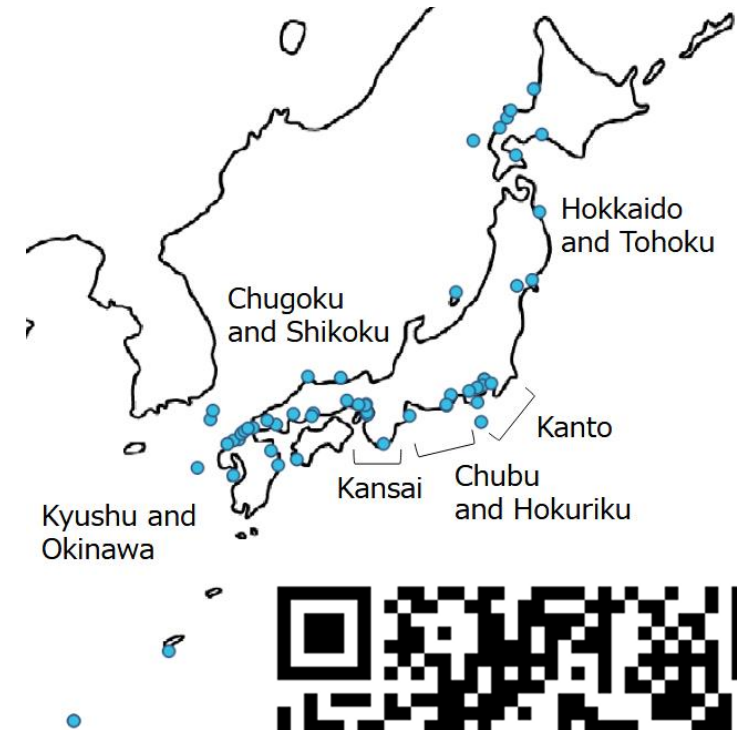 Hokkaido
and Tohoku
Chugoku
and Shikoku
Kanto
Kansai
Chubu
and Hokuriku
Kyushu and
Okinawa